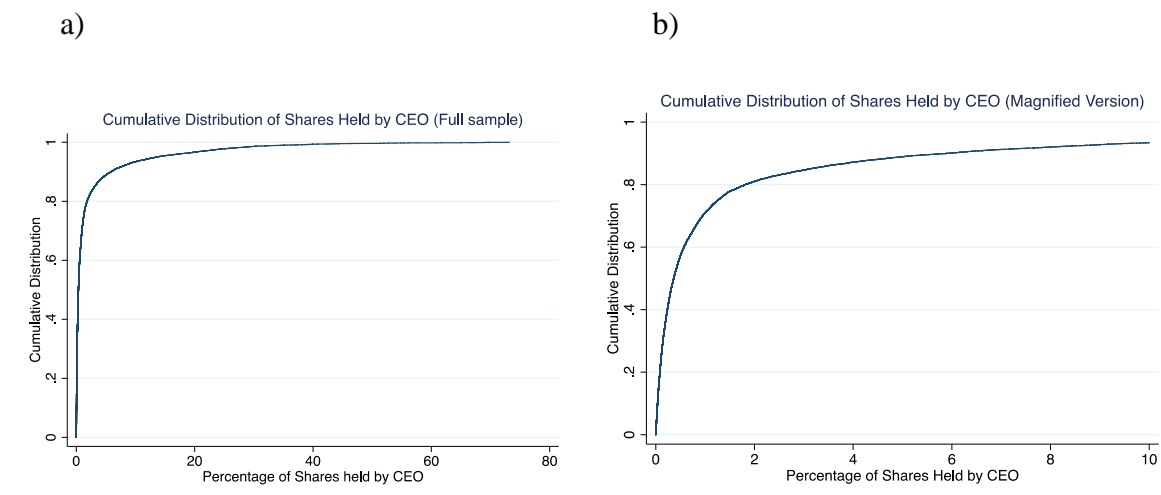 a)
Cumulative Distribution of Shares Held by CEO (Full sample)
Cumulative Distribution
1
.8
.6
.4
.2
0
0 20 40 60 80
Percentage of Shares held by CEO
b)
Cumulative Distribution of Shares Held by CEO (Magnified Version)
Cumulative Distribution
1
.8
.6
.4
.2
0
0 2 4 6 8 10
Percentage of Shares Held by CEO